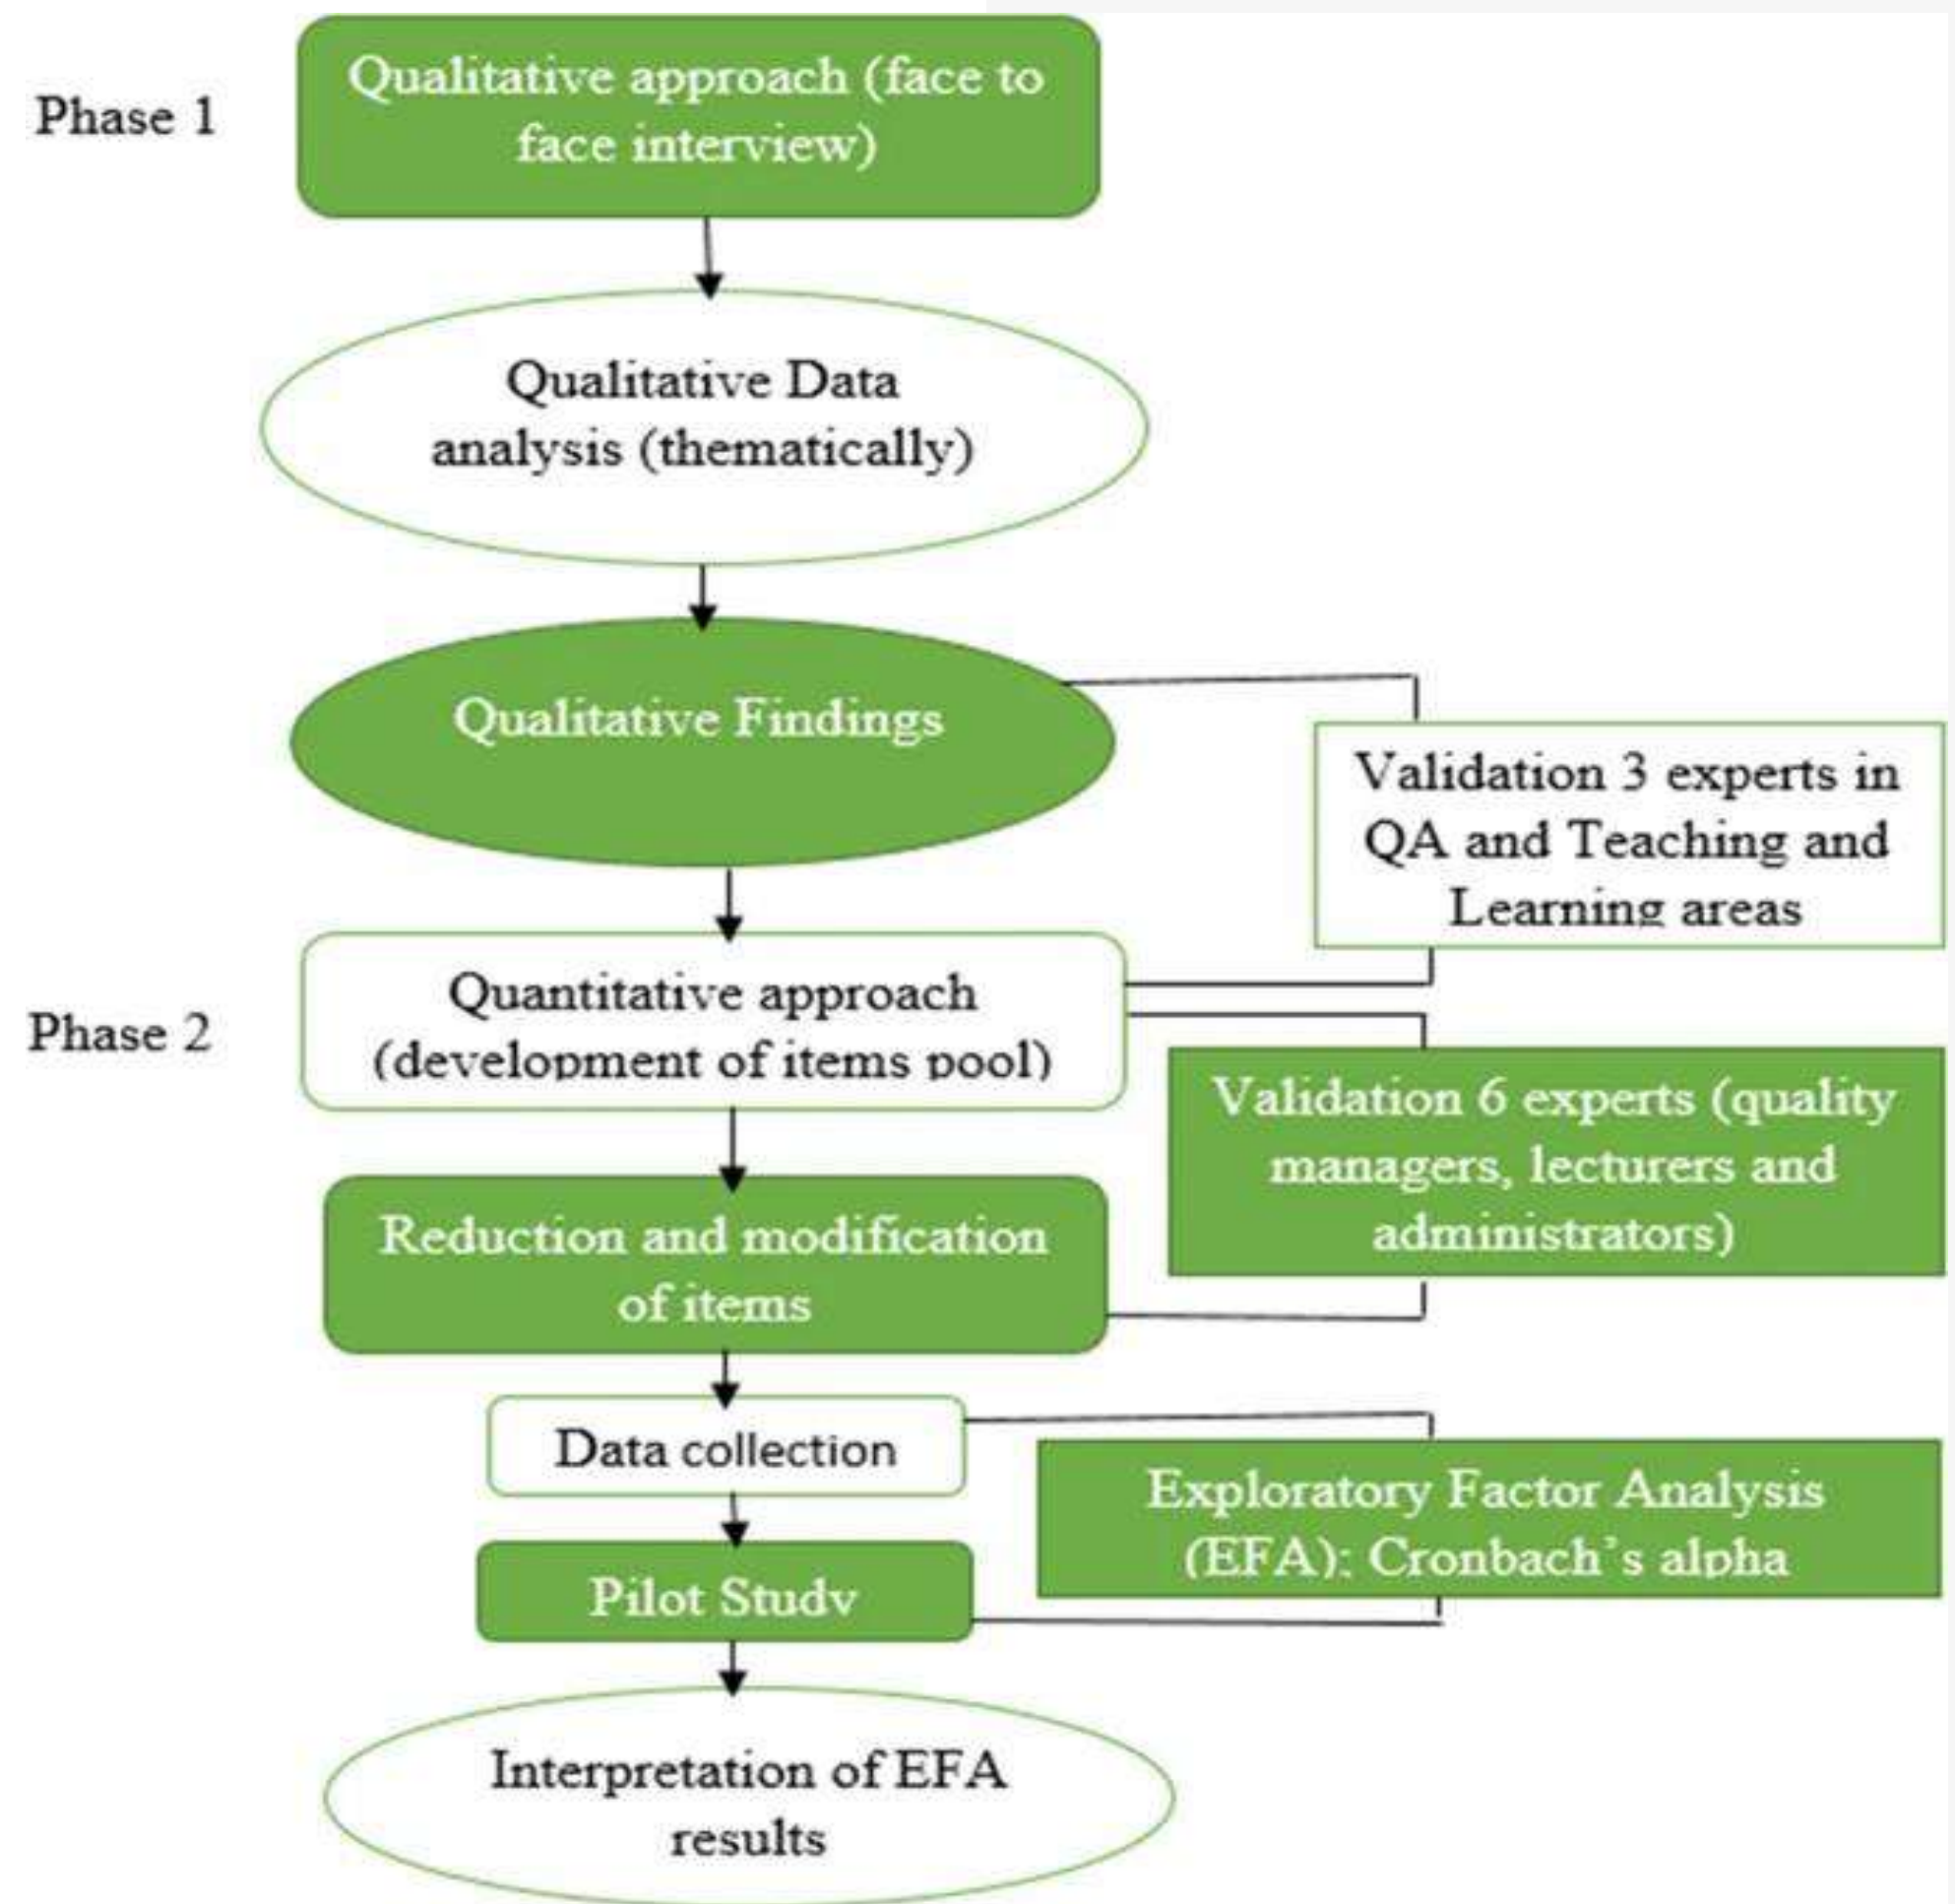 Phase 1
Qualitative approach (face to
face interview)
Qualitative Data
analysis (thematically)
Qualitative Findings
Validation 3 experts in
QA and Teaching and
Learning areas
Phase 2
Quantitative approach
(development of items pool)
Validation 6 experts (quality
managers, lecturers and
administrators)
Reduction and modification
of items
Data collection
Exploratory Factor Analysis
(EFA); Cronbach's alpha
Pilot Study
Interpretation of EFA
results